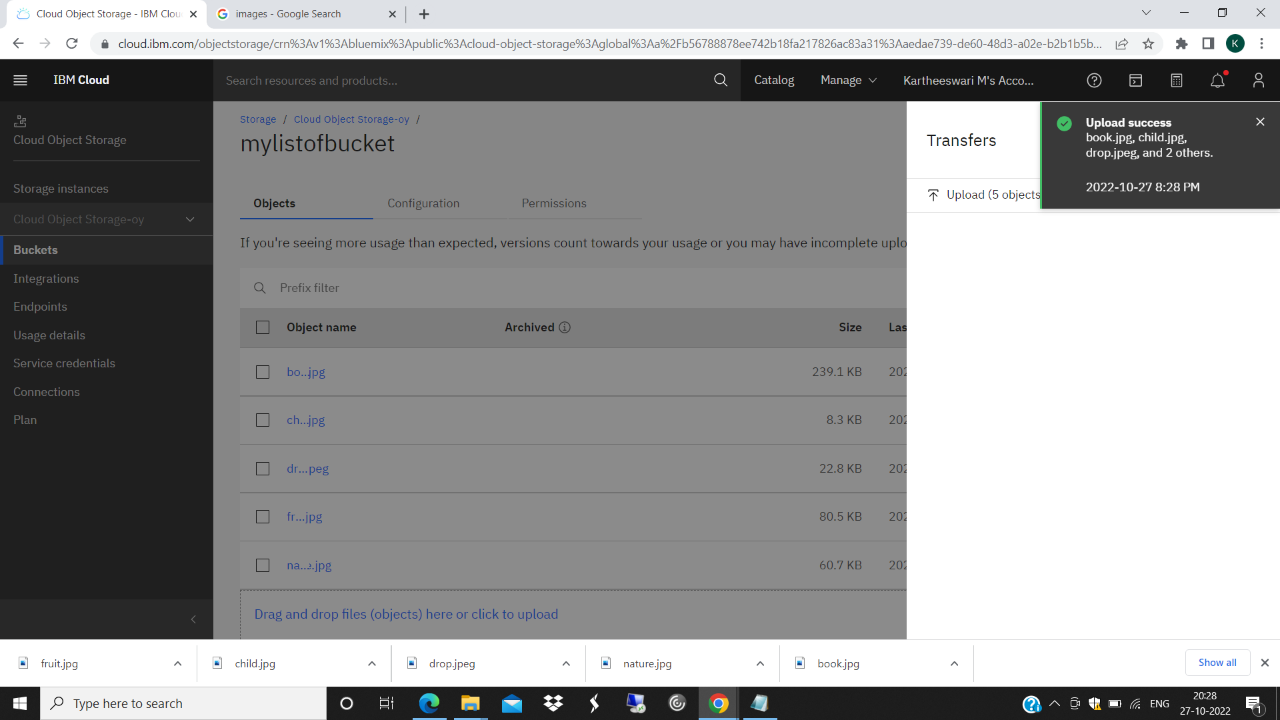 Cloud Object Storage - IBM Clou
images - Google Search
cloud.ibm.com/objectstorage/crn%3Av1%3Abluemix%3Apublic%3Acloud-object-storage%3Aglobal%3Aa%2Fb56788878ee742b18fa217826ac83a31%3Aaedae739-de60-48d3-a02e-b2b1b5b...
K
IBM Cloud
Search resources and products...
Catalog
Manage
Kartheeswari M's Acco...
Cloud Object Storage
Storage instances
Cloud Object Storage-oy
Buckets
Integrations
Endpoints
Usage details
Service credentials
Connections
Plan
Storage / Cloud Object Storage-oy /
mylistofbucket
Objects
Configuration
Permissions
If you're seeing more usage than expected, versions count towards your usage or you may have incomplete uplo
Prefix filter
Object name Archived Size Las
bo...jpg 239.1 KB 202
ch...jpg 8.3 KB 202
dr...peg 22.8 KB 202
fr...jpg 80.5 KB 202
na....jpg 60.7 KB 202
Drag and drop files (objects) here or click to upload
Transfers
Upload (5 objects
Upload success
book.jpg, child.jpg,
drop.jpeg, and 2 others.
2022-10-27 8:28 PM
fruit.jpg
child.jpg
drop.jpeg
nature.jpg
book.jpg
Show all
Type here to search
ENG
20:28
27-10-2022
1